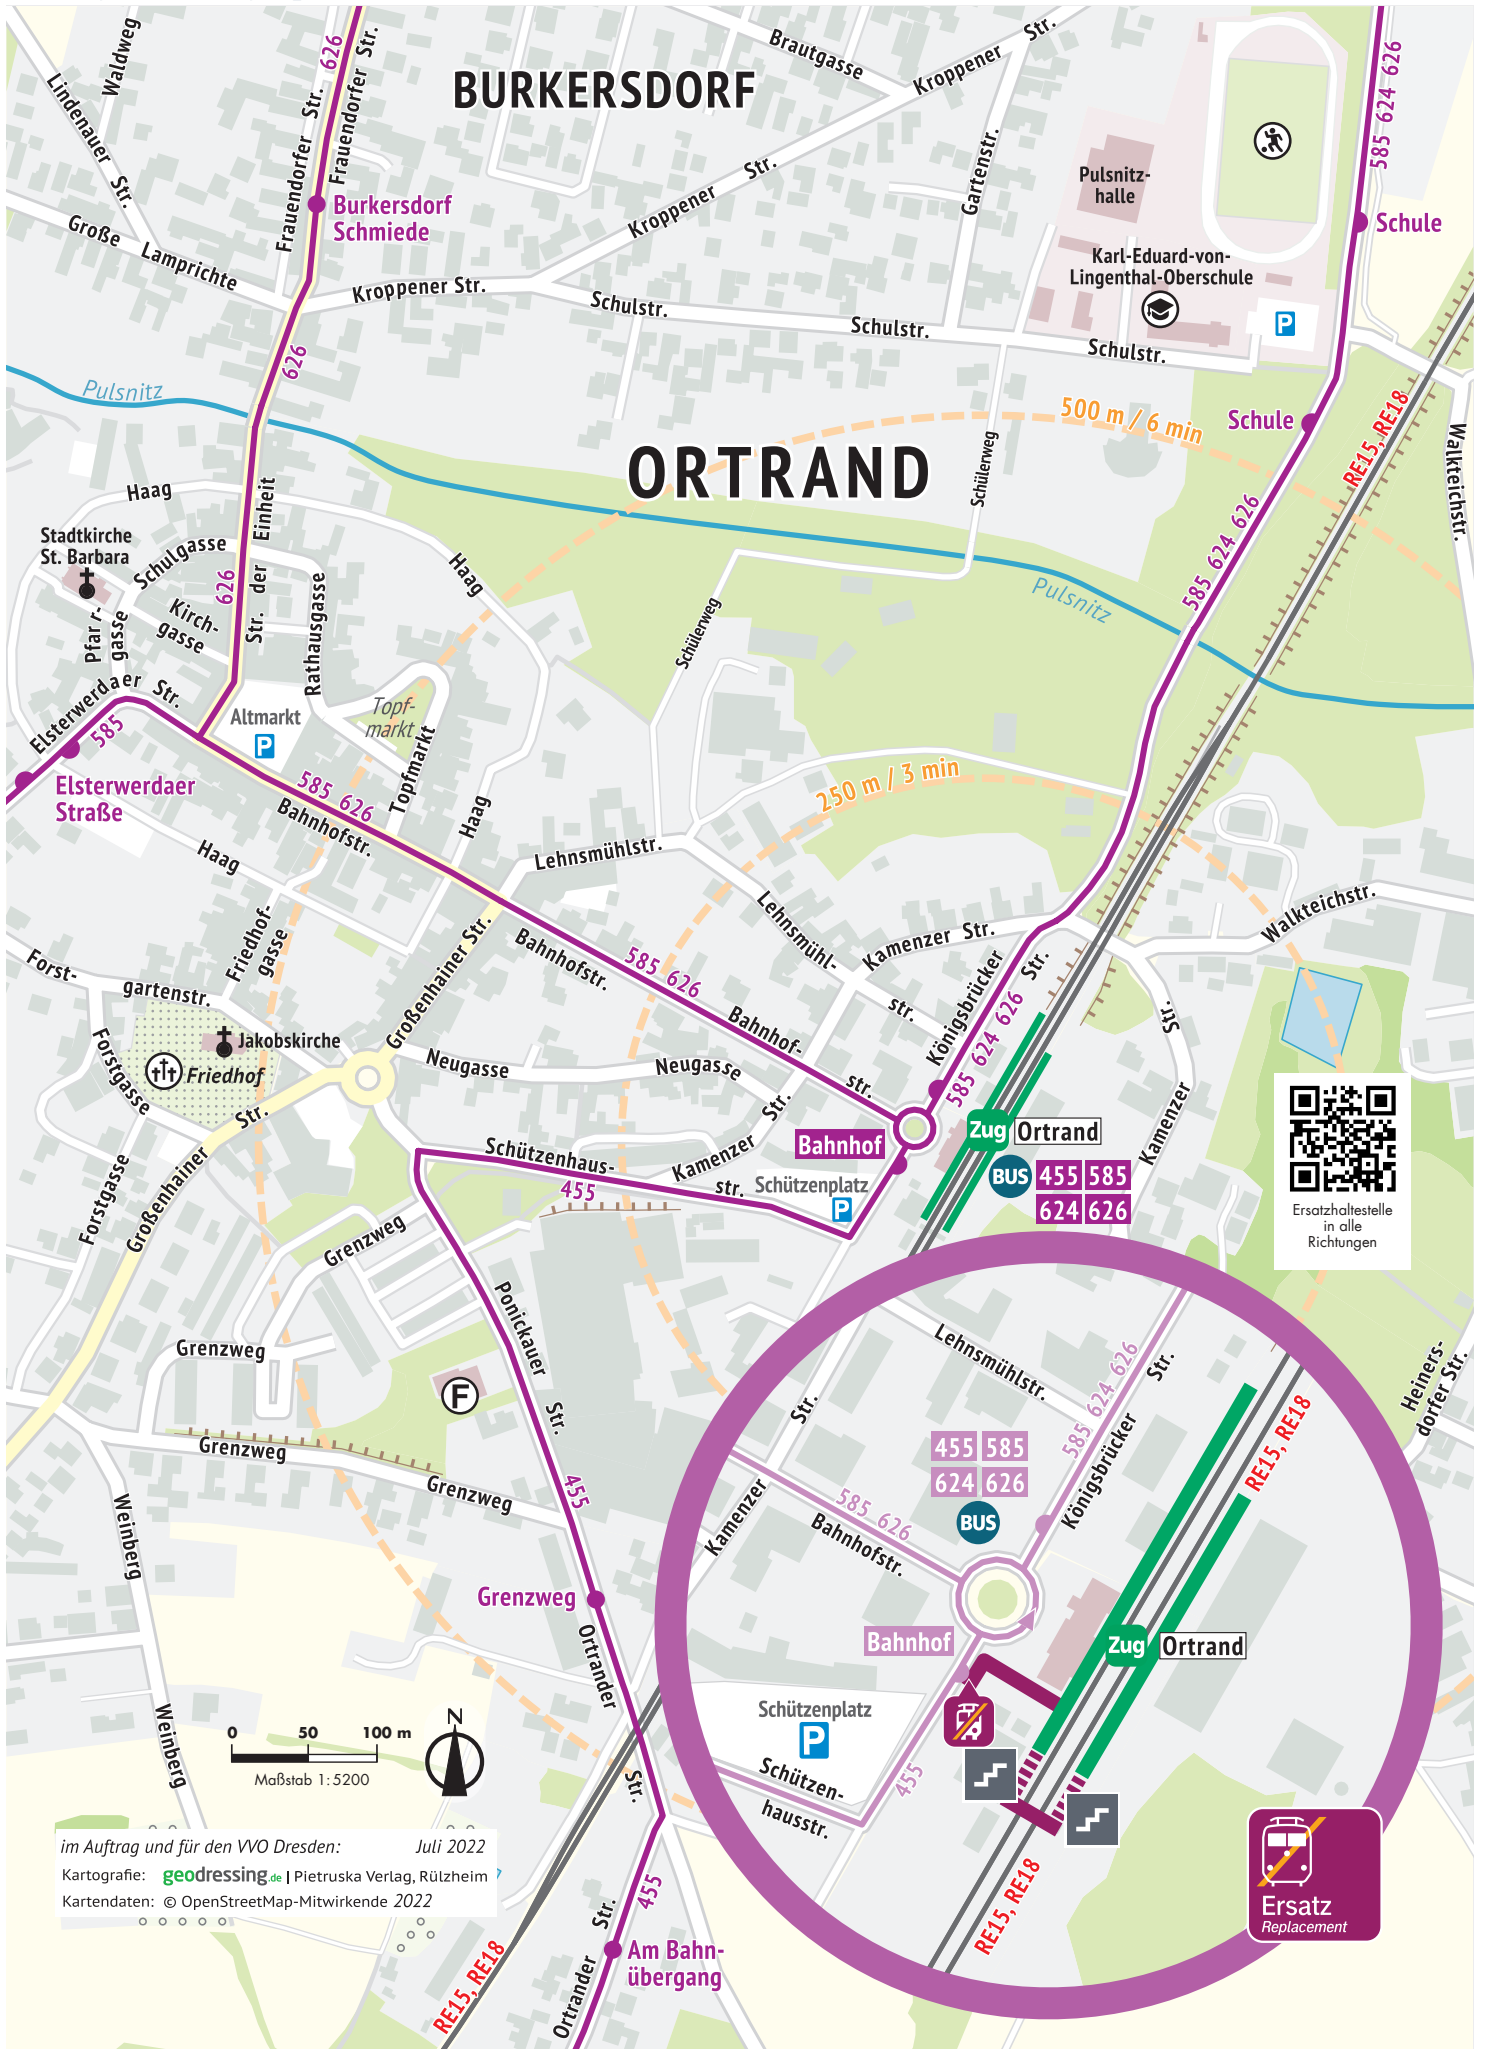 BURKERSDORF
Waldweg
Lindenauer
Str.
626
Frauendorfer Str.
Frauendorfer Str.
Brautgasse
Kroppener
Str.
585 624 626
Gartenstr.
Pulsnitz-
halle
Burkersdorf
Schmiede
Kroppener
Str.
Schule
Große
Lamprichte
Kroppener Str.
Schulstr.
Schulstr.
Karl-Eduard-von-
Lingenthal-Oberschule
P
Schulstr.
626
Pulsnitz
500 m / 6 min
Schule
RE15, RE18
Walkteichstr.
ORTRAND
Schülerweg
Haag
Str. der Einheit
Stadtkirche
St. Barbara
Schulgasse
626
Kirch-
gasse
Pfar r-
gasse
Rathausgasse
Haag
585 624 626
Pulsnitz
Schülerweg
Elsterwerdaer Str.
585
Altmarkt
P
Topf-
markt
Topfmarkt
Elsterwerdaer
Straße
585 626
Bahnhofstr.
Haag
250 m / 3 min
Haag
Lehnsmühlstr.
Lehnsmühl-
str.
Kamenzer Str.
Walkteichstr.
Friedhof-
gasse
Großenhainer Str.
Bahnhofstr.
585 626
Forst-
gartenstr.
Bahnhof-
str.
Königsbrücker
Str.
585 624 626
Str.
Kamenzer
Jakobskirche
Friedhof
Forstgasse
Neugasse
Neugasse
Str.
Kamenzer
Großenhainer
Str.
Forstgasse
Bahnhof
Zug
Ortrand
BUS
455 585
624 626
Schützenhaus-
str.
455
Schützenplatz
P
Ersatzhaltestelle
in alle
Richtungen
Grenzweg
Ponickauer
Str.
Grenzweg
F
Grenzweg
Grenzweg
455
Weinberg
Weinberg
Grenzweg
Ortrander
Str.
Str.
Kamenzer
Lehnsmühlstr.
585 624 626
Str.
Königsbrücker
Heiners-
dorfer Str.
RE15, RE18
455 585
624 626
BUS
585 626
Bahnhofstr.
Bahnhof
Zug
Ortrand
Schützenplatz
P
Schützen-
hausstr.
455
RE15, RE18
Ersatz
Replacement
0 50 100 m
Maßstab 1: 5200
N
im Auftrag und für den VVO Dresden: Juli 2022
Kartografie: geodressing.de | Pietruska Verlag, Rülzheim
Kartendaten: © OpenStreetMap-Mitwirkende 2022
RE15, RE18
455
Ortrander
Str.
Am Bahn-
übergang